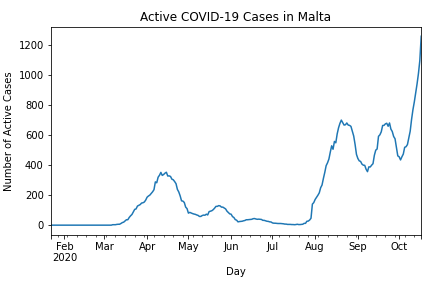 Active COVID-19 Cases in Malta
Number of Active Cases
1200
1000
800
600
400
200
0
Feb Mar Apr May Jun Jul Aug Sep Oct
2020
Day